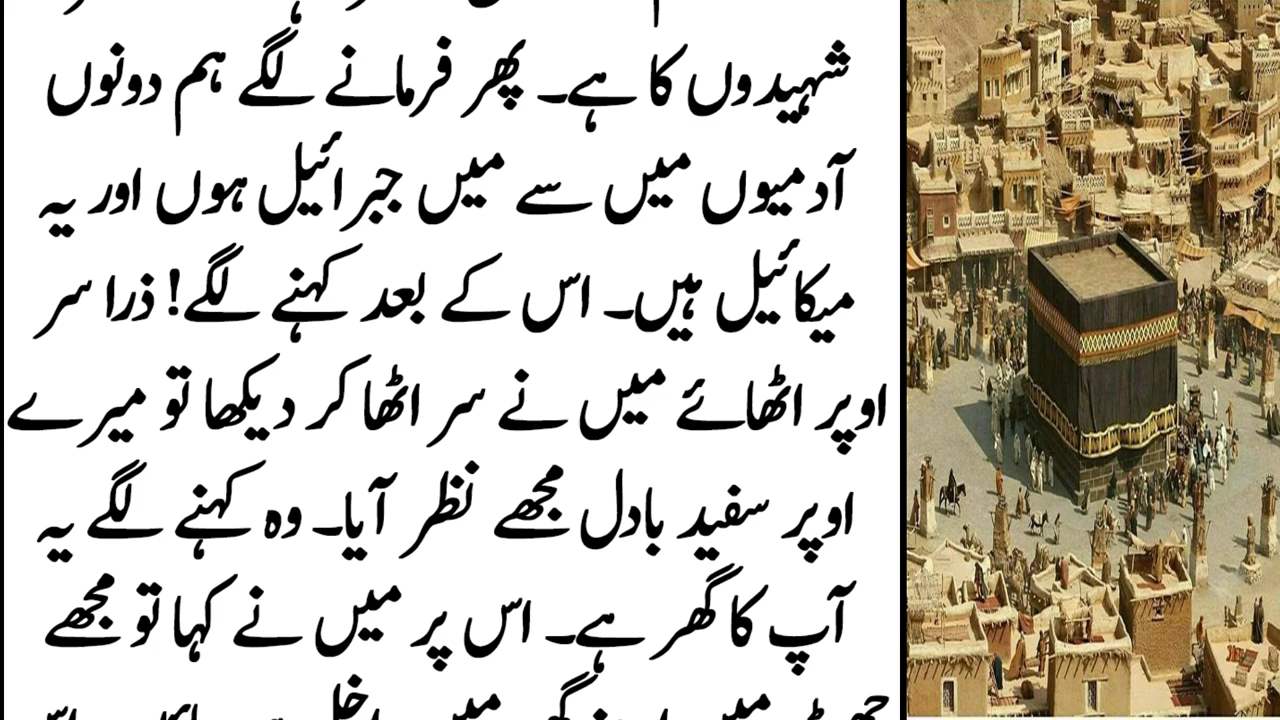 شہیدوں کا ہے۔ پھر فرمانے لگے ہم دونوں
آدمیوں میں سے میں جبرائیل ہوں اور یہ
میکائیل ہیں۔ اس کے بعد کہنے لگے! ذرا سر
اوپر اٹھائے میں نے سر اٹھا کر دیکھا تو میرے
اوپر سفید بادل مجھے نظر آیا۔ وہ کہنے لگے یہ
آپ کا گھر ہے۔ اس پر میں نے کہا تو مجھے